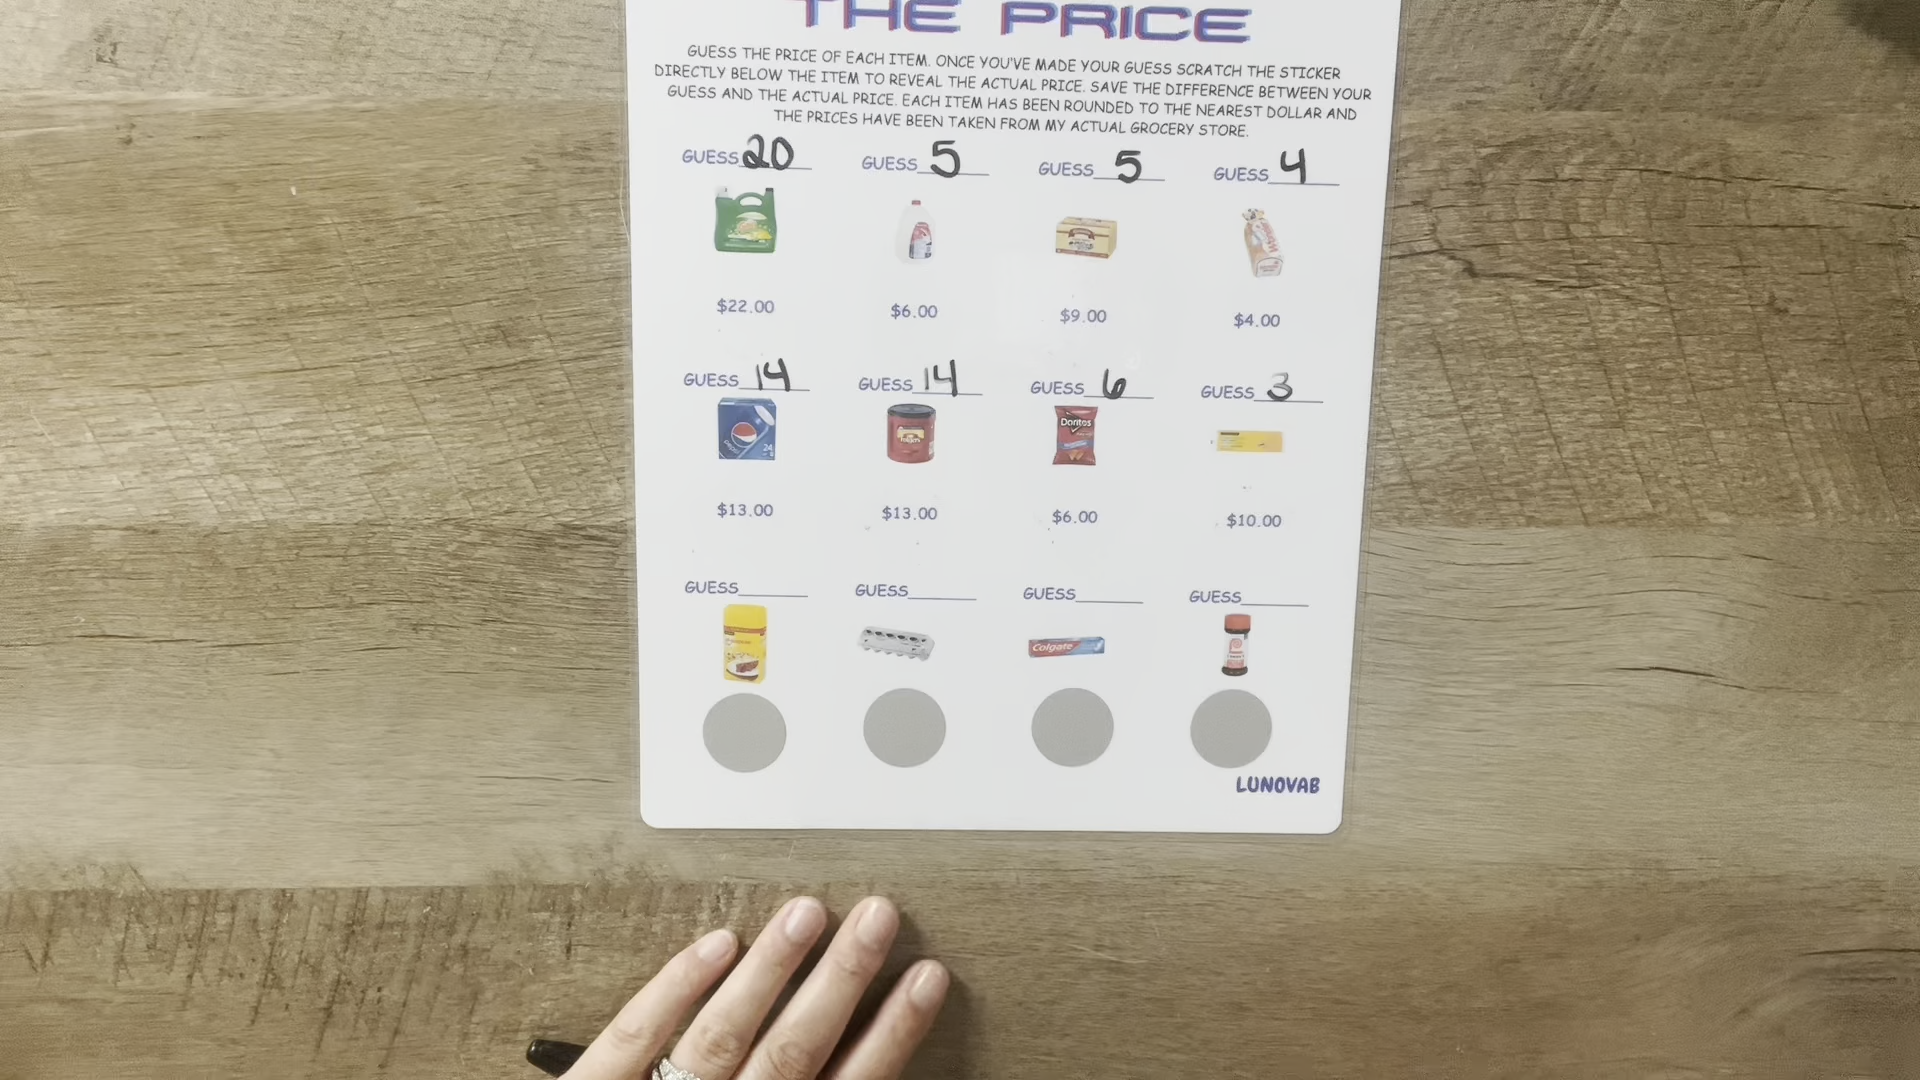 THE PRICE
GUESS THE PRICE OF EACH ITEM. ONCE YOU'VE MADE YOUR GUESS SCRATCH THE STICKER
DIRECTLY BELOW THE ITEM TO REVEAL THE ACTUAL PRICE. SAVE THE DIFFERENCE BETWEEN YOUR
GUESS AND THE ACTUAL PRICE. EACH ITEM HAS BEEN ROUNDED TO THE NEAREST DOLLAR AND
THE PRICES HAVE BEEN TAKEN FROM MY ACTUAL GROCERY STORE.
GUESS 20 GUESS 5 GUESS 5 GUESS 4
$22.00 $6.00 $9.00 $4.00
GUESS 14 GUESS 14 GUESS 6 GUESS 3
pepsi 24 Folgers Doritos
$13.00 $13.00 $6.00 $10.00
GUESS GUESS GUESS GUESS
Colgate
LUNOVAB